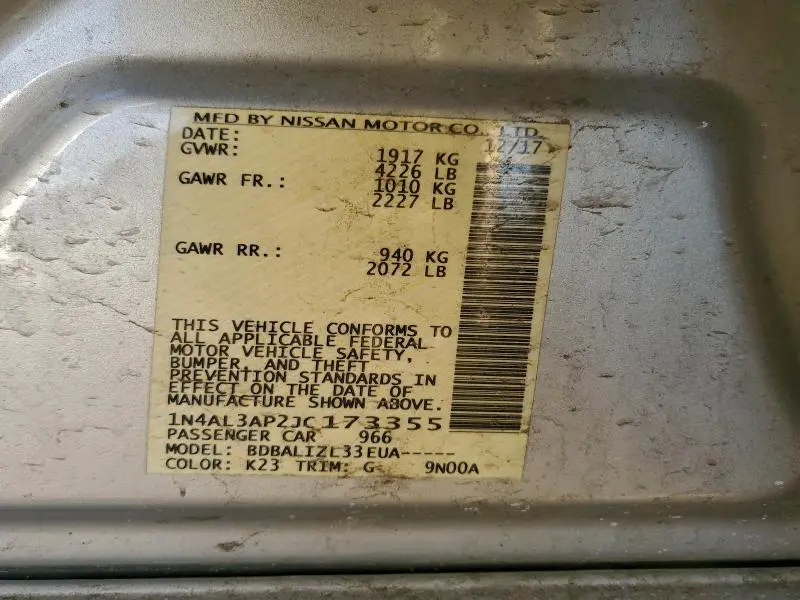 MFD BY NISSAN MOTOR CO., LTD.
DATE: 12/17
GVWR: 1917 KG
4226 LB
GAWR FR.: 1010 KG
2227 LB
GAWR RR.: 940 KG
2072 LB
THIS VEHICLE CONFORMS TO
ALL APPLICABLE FEDERAL
MOTOR VEHICLE SAFETY,
BUMPER, AND THEFT
PREVENTION STANDARDS IN
EFFECT ON THE DATE OF
MANUFACTURE SHOWN ABOVE.
1N4AL3AP2JC173355
PASSENGER CAR 966
MODEL: BDBALIZL33EUA-----
COLOR: K23 TRIM: G 9N00A